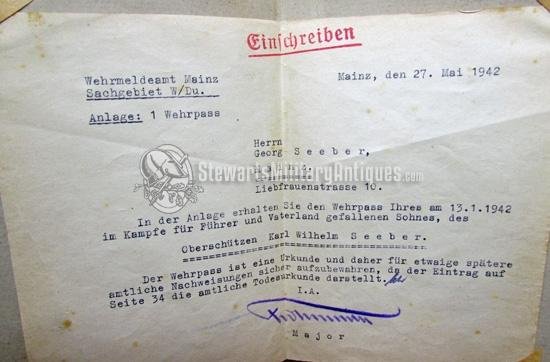 Einschreiben
Wehrmeldeamt Mainz
Mainz, den 27. Mai 1942
Sachgebiet W/Du.
Anlage: 1 Wehrpass
Herrn
Georg Seeber,
StewartsMilitaryAntiques.com
Liebfrauenstrasse 10.
In der Anlage erhalten Sie den Wehrpass Ihres am 13.1.1942
im Kampfe für Führer und Vaterland gefallenen Sohnes, des
Oberschützen Karl Wilhelm Seeber.
Der Wehrpass ist eine Urkunde und daher für etwaige spätere
amtliche Nachweisungen sicher aufzubewahren, da der Eintrag auf
Seite 34 die amtliche Todesurkunde darstellt.
I.A.
Major